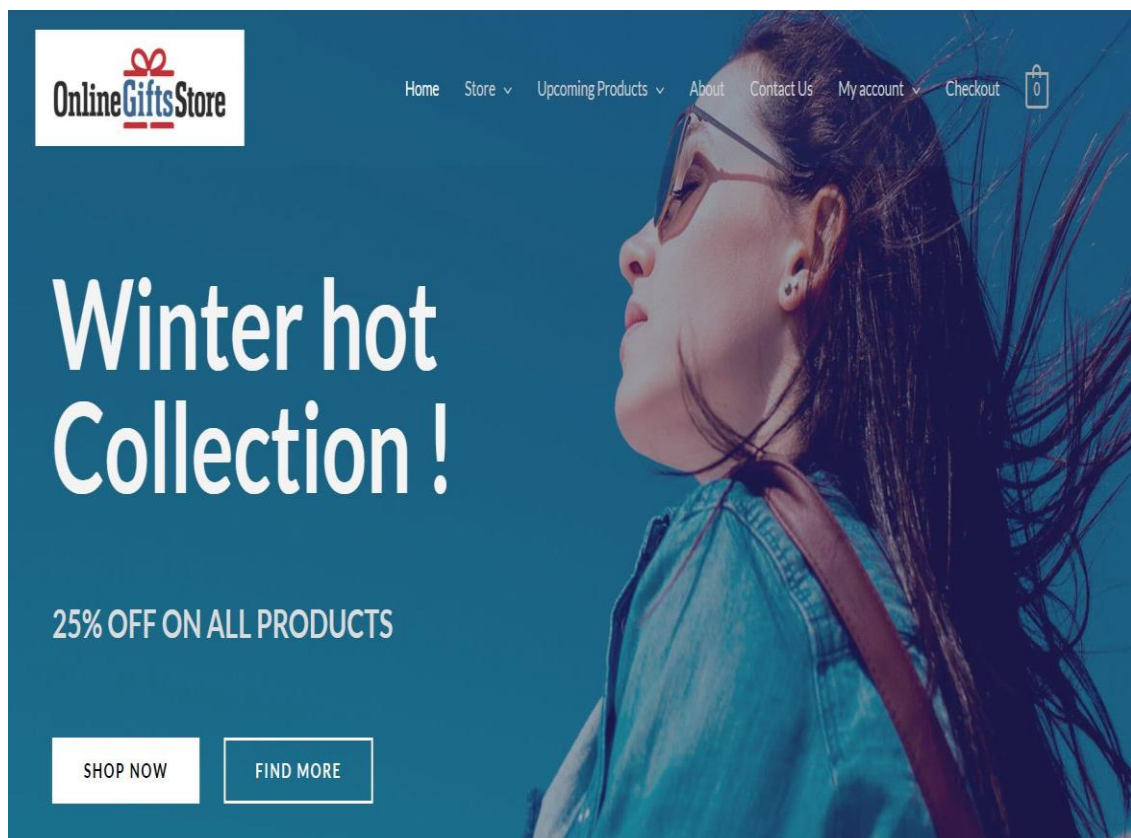 OnlineGiftsStore
Home Store Upcoming Products About Contact Us My account Checkout 0
Winter hot
Collection !
25% OFF ON ALL PRODUCTS
SHOP NOW FIND MORE